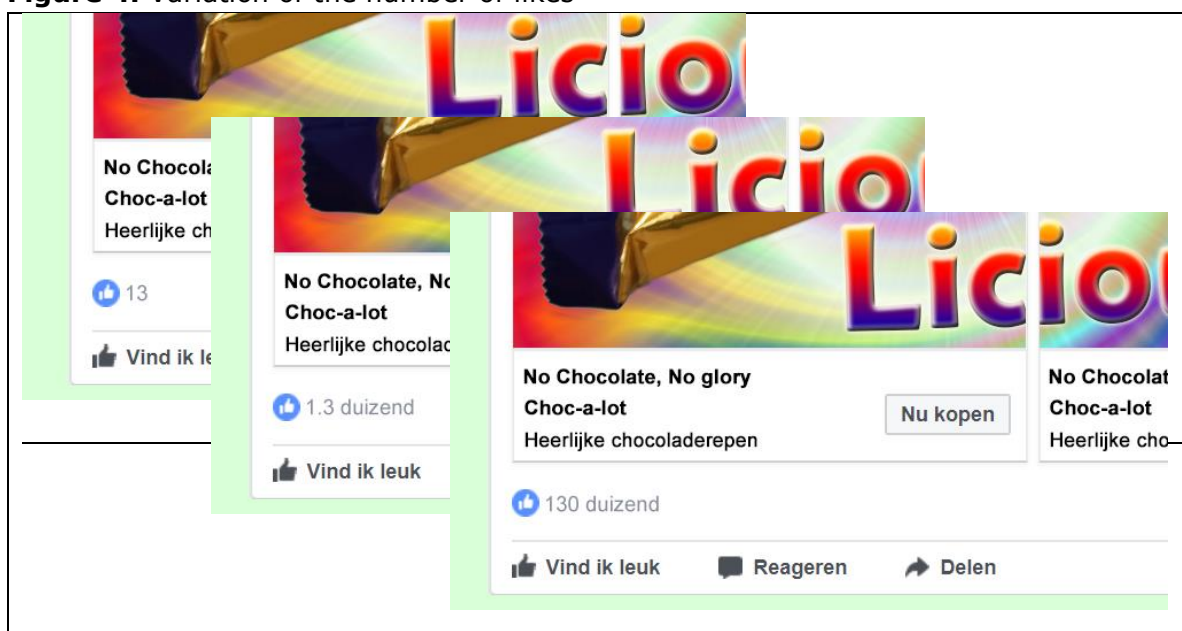 Figure 4. Variation of the number of likes
Licio
No Chocola
Choc-a-lot
Heerlijke ch
13
Vind ik le
Licio
No Chocolate, No
Choc-a-lot
Heerlijke chocolad
1.3 duizend
Vind ik leuk
Licio
No Chocolate, No glory
Choc-a-lot
Heerlijke chocoladerepen
Nu kopen
No Chocolat
Choc-a-lot
Heerlijke cho
130 duizend
Vind ik leuk
Reageren
Delen